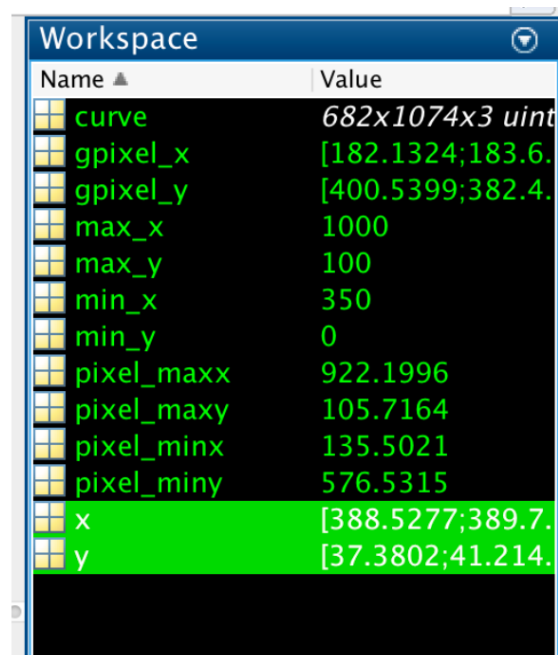 Workspace
Name Value
curve 682x1074x3 uint
gpixel_x [182.1324;183.6.
gpixel_y [400.5399;382.4.
max_x 1000
max_y 100
min_x 350
min_y 0
pixel_maxx 922.1996
pixel_maxy 105.7164
pixel_minx 135.5021
pixel_miny 576.5315
x [388.5277;389.7.
y [37.3802;41.214.